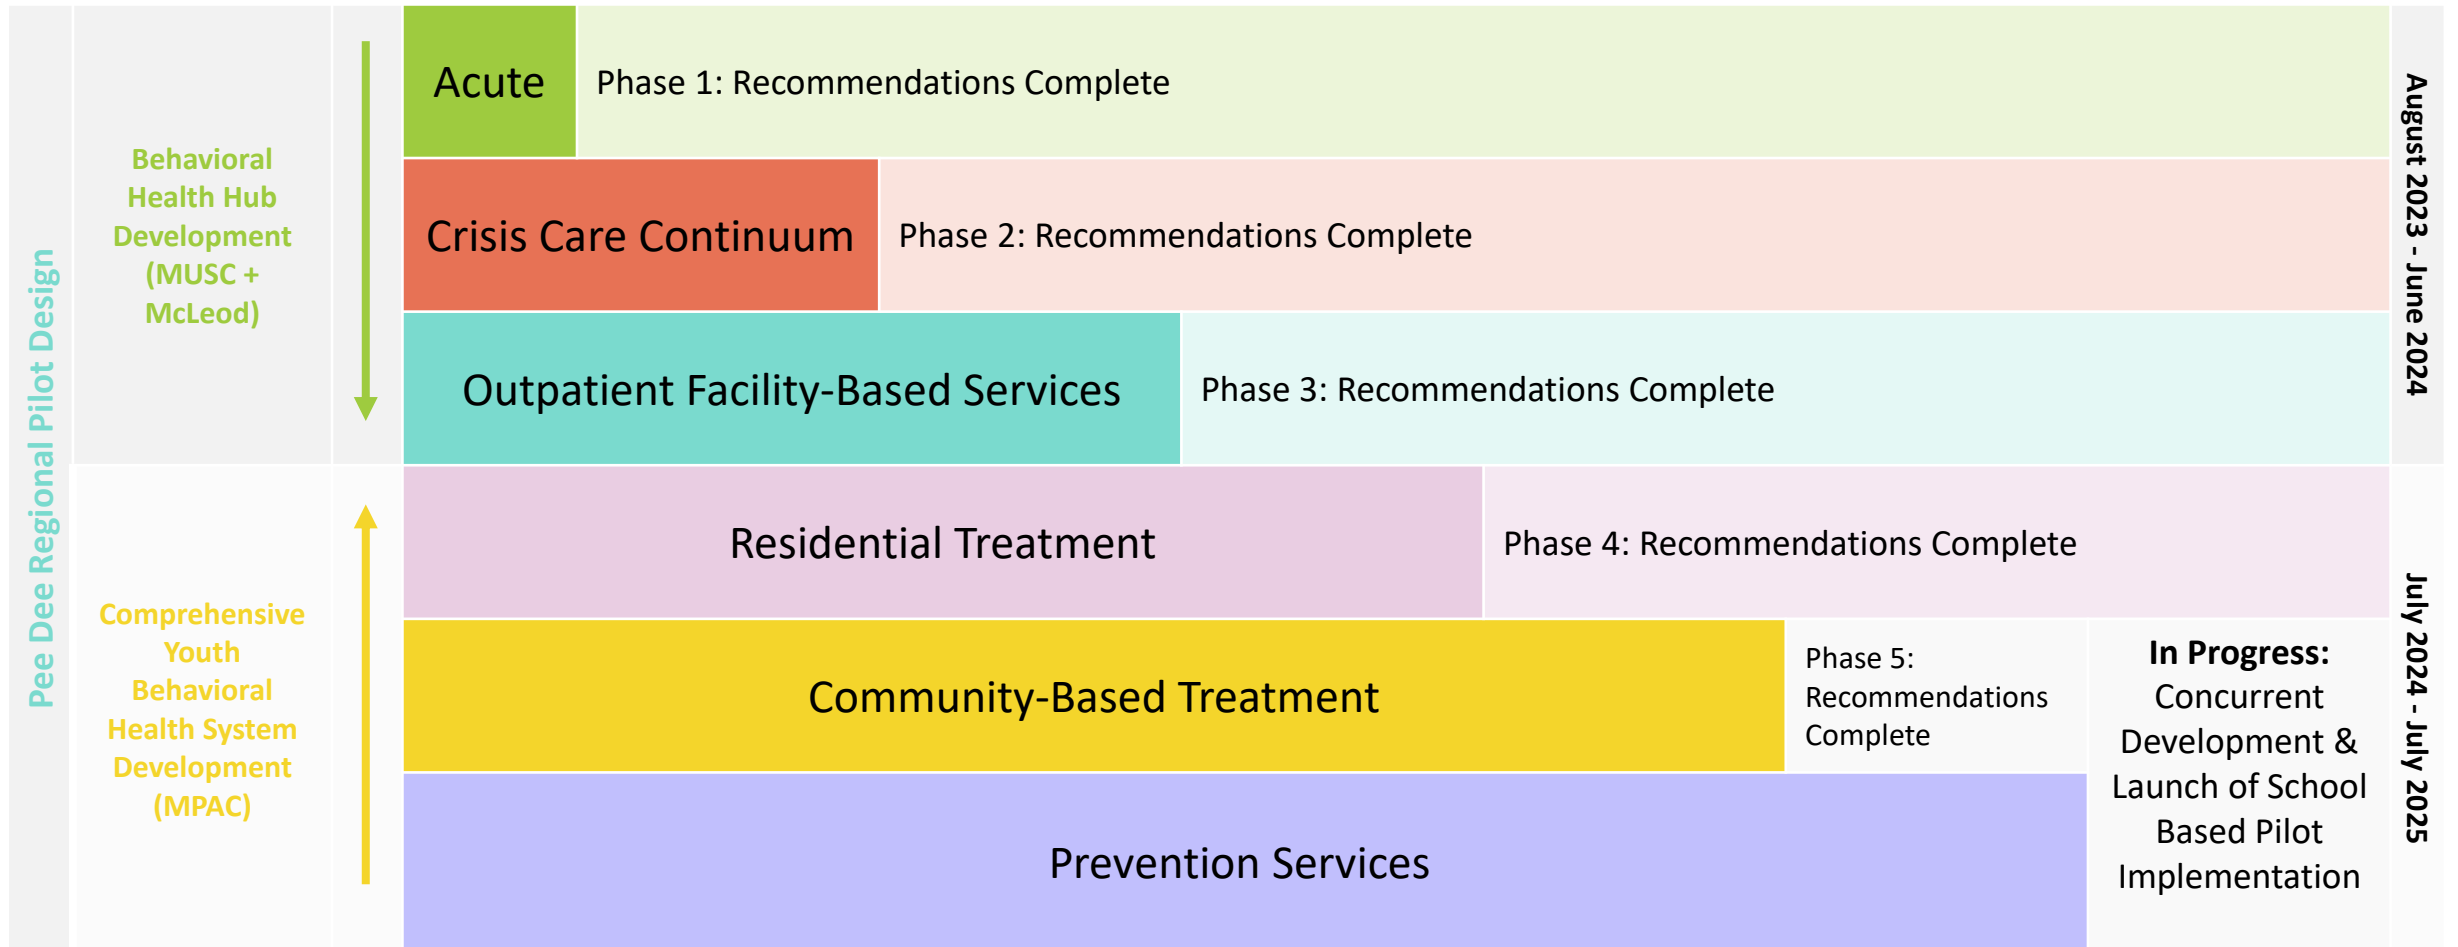 Pee Dee Regional Pilot Design
Behavioral
Health Hub
Development
(MUSC +
McLeod)
Acute
Phase 1: Recommendations Complete
Crisis Care Continuum
Phase 2: Recommendations Complete
Outpatient Facility-Based Services
Phase 3: Recommendations Complete
August 2023 - June 2024
Comprehensive
Youth
Behavioral
Health System
Development
(MPAC)
Residential Treatment
Phase 4: Recommendations Complete
Community-Based Treatment
Phase 5:
Recommendations
Complete
Prevention Services
In Progress:
Concurrent
Development &
Launch of School
Based Pilot
Implementation
July 2024 - July 2025